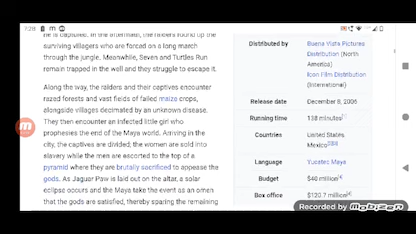 7:28
he is captured. In the aftermath, the raiders round up the
surviving villagers who are forced on a long march
through the jungle. Meanwhile, Seven and Turtles Run
remain trapped in the well and they struggle to escape it.
Along the way, the raiders and their captives encounter
razed forests and vast fields of failed maize crops,
alongside villages decimated by an unknown disease.
They then encounter an infected little girl who
prophesies the end of the Maya world. Arriving in the
city, the captives are divided; the women are sold into
slavery while the men are escorted to the top of a
pyramid where they are brutally sacrificed to appease the
gods. As Jaguar Paw is laid out on the altar, a solar
eclipse occurs and the Maya take the event as an omen
that the gods are satisfied, thereby sparing the remaining
Distributed by
Buena Vista Pictures
Distribution (North
America)
Icon Film Distribution
(International)
Release date
December 8, 2006
Running time
138 minutes
Countries
United States
Mexico
Language
Yucatec Maya
Budget
$40 million
Box office
$120.7 million
Recorded by Mobizen